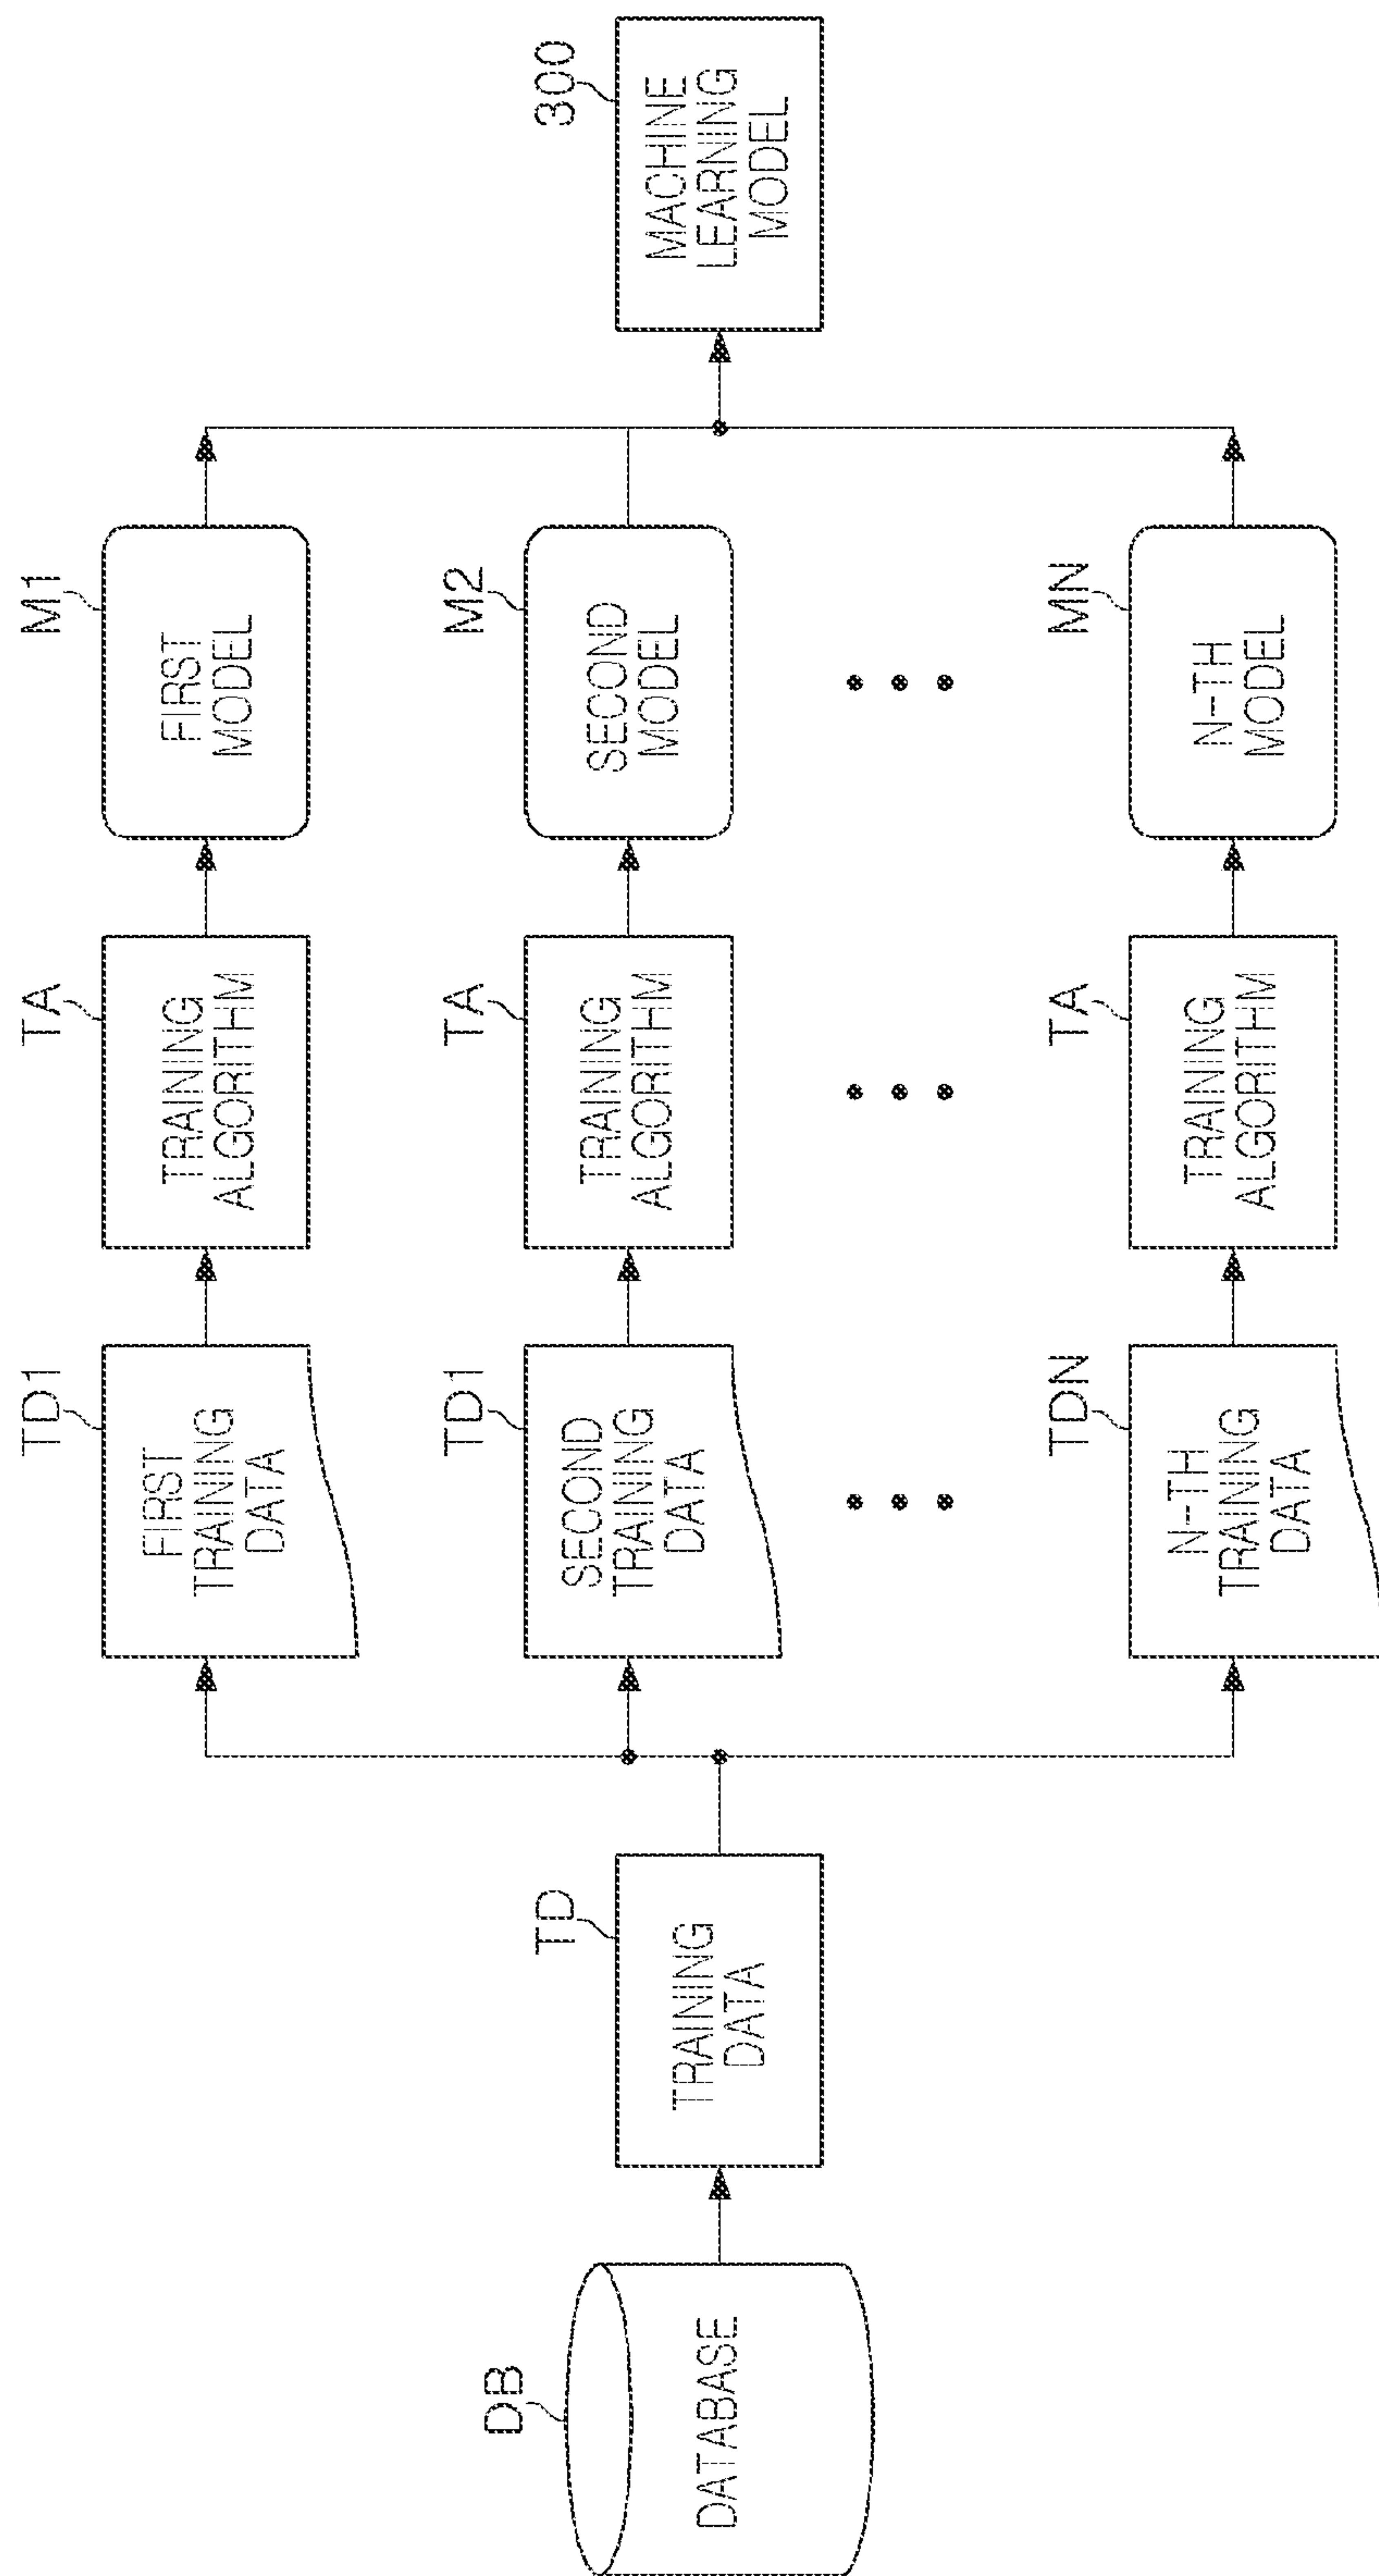 DB
DATABASE
TD
TRAINING
DATA
TD1
FIRST
TRAINING
DATA
TA
TRAINING
ALGORITHM
M1
FIRST
MODEL
TD1
SECOND
TRAINING
DATA
TA
TRAINING
ALGORITHM
M2
SECOND
MODEL
TDN
N-TH
TRAINING
DATA
TA
TRAINING
ALGORITHM
MN
N-TH
MODEL
300
MACHINE
LEARNING
MODEL